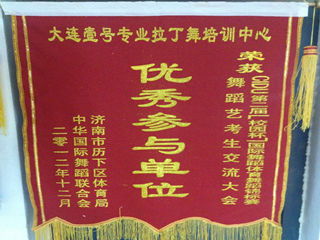 大连壹号专业拉丁舞培训中心
荣获
舞蹈艺考生交流大会
优秀参与单位
济南市历下区体育局
中华国际舞蹈联合会
二零一二年十二月